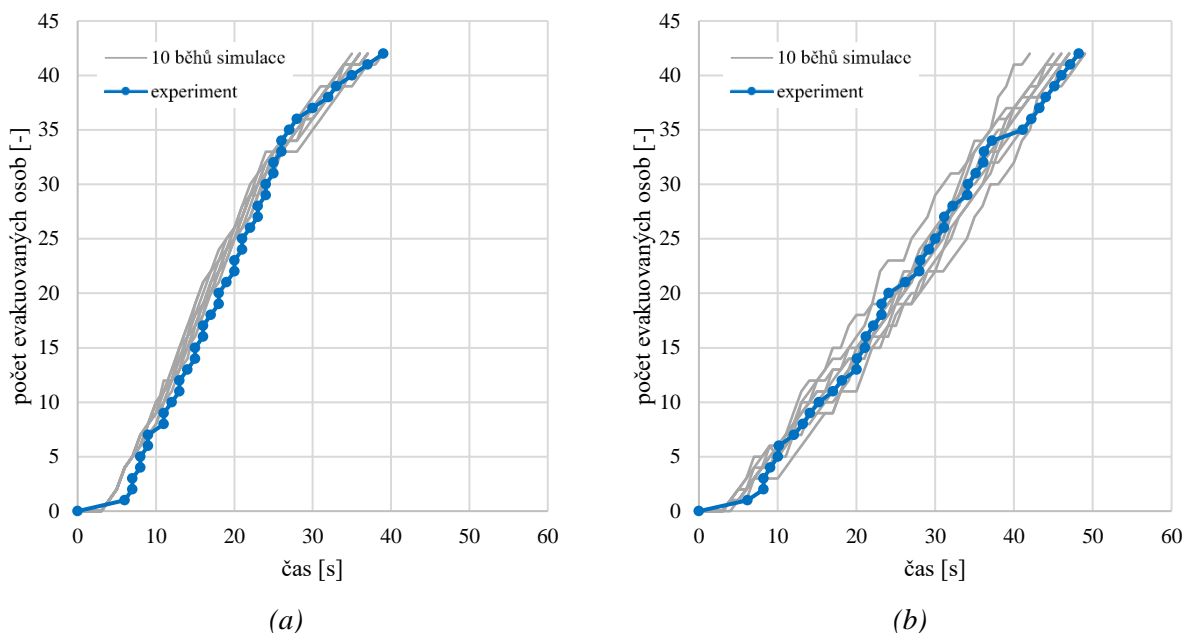 45
40
35
30
25
20
15
10
5
0
počet evakuovaných osob [-]
10 běhů simulace
experiment
0 10 20 30 40 50 60
čas [s]
(a)
45
40
35
30
25
20
15
10
5
0
počet evakuovaných osob [-]
10 běhů simulace
experiment
0 10 20 30 40 50 60
čas [s]
(b)